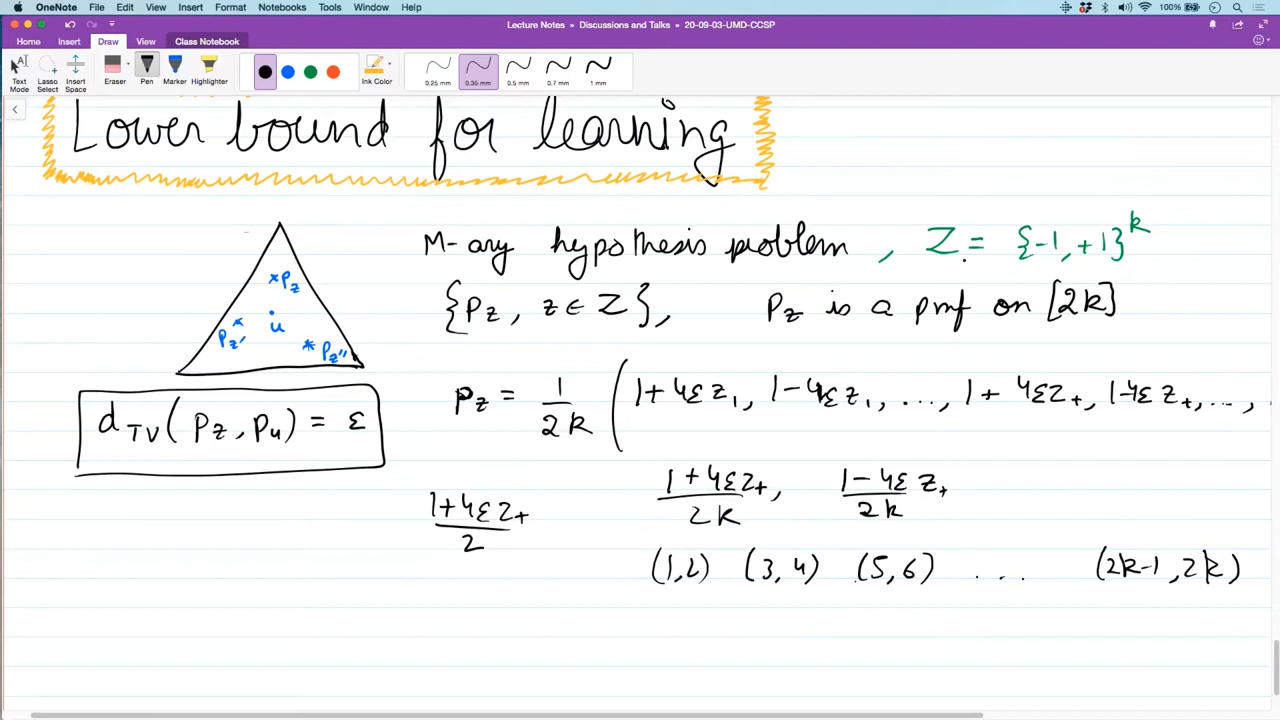 OneNote File Edit View Insert Format Notebooks Tools Window Help 100%
Lecture Notes » Discussions and Talks » 20-09-03-UMD-CCSP
Home Insert Draw View Class Notebook
Text Mode Lasso Select Insert Space Eraser Pen Marker Highlighter Ink Color 0.25 mm 0.35 mm 0.5 mm 0.7 mm 1 mm
Lower bound for learning
M-ary hypothesis problem, Z = {-1, +1}^k
{P_z, z ∈ Z}, P_z is a pmf on [2k]
P_z
u
P_z'
P_z''
P_z = 1/2k (1+4εz_1, 1-4εz_1, ..., 1+4εz_t, 1-4εz_t, ...,
d_TV(P_z, P_u) = ε
(1+4εz_t)/2k, (1-4εz_t)/2k
(1+4εz_t)/2
(1,2) (3,4) (5,6) ... (2k-1, 2k)